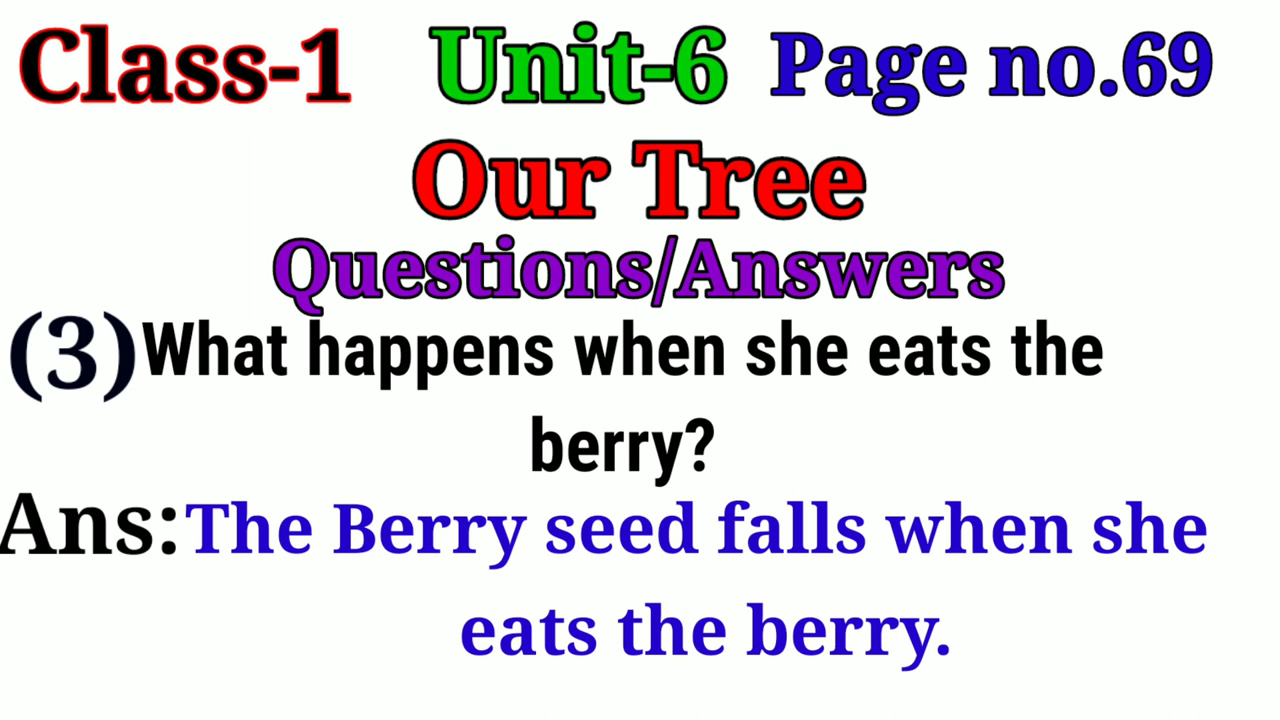 Class-1 Unit-6 Page no.69
Our Tree
Questions/Answers
(3)What happens when she eats the
berry?
Ans:The Berry seed falls when she
eats the berry.